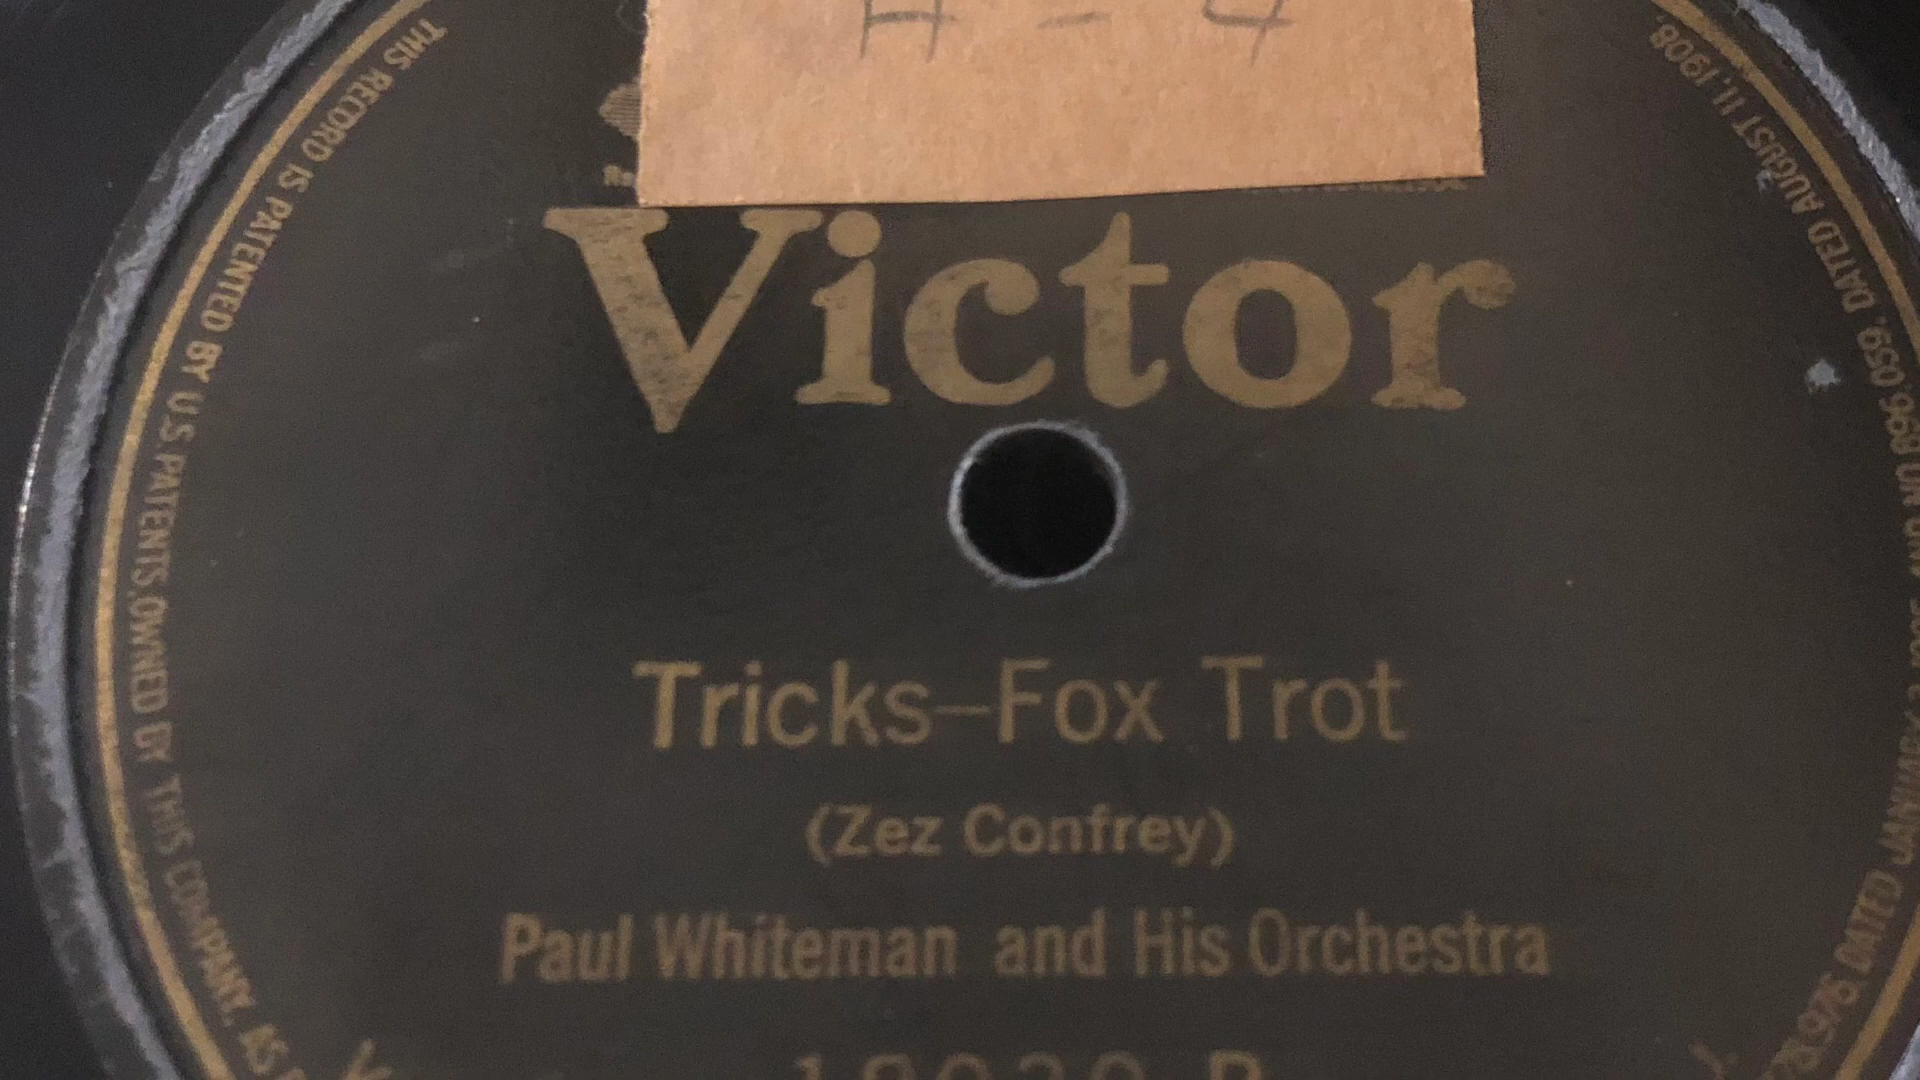 Victor
Tricks–Fox Trot
(Zez Confrey)
Paul Whiteman and His Orchestra
THIS RECORD IS PATENTED BY U.S. PATENTS, OWNED BY THIS COMPANY, AS
DATED AUGUST 11, 1908.